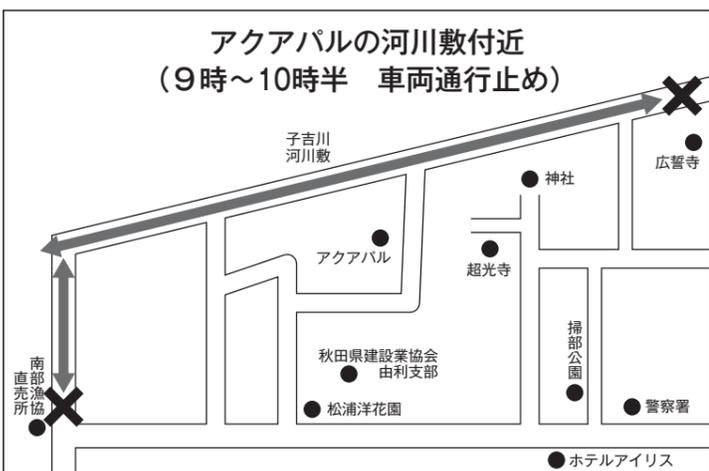 アクアパルの河川敷付近
（９時～10時半　車両通行止め）
子吉川
河川敷
広誓寺
神社
アクアパル
超光寺
秋田県建設業協会
由利支部
掃部公園
南部漁協
直売所
松浦洋花園
警察署
ホテルアイリス